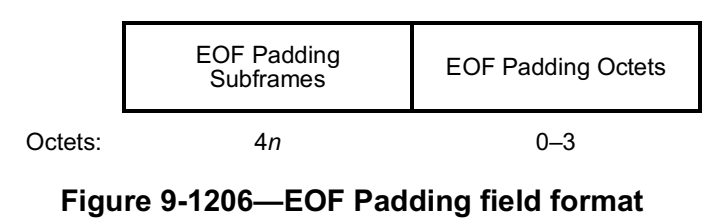 EOF Padding
Subframes
EOF Padding Octets
Octets:
4n
0–3
Figure 9-1206—EOF Padding field format